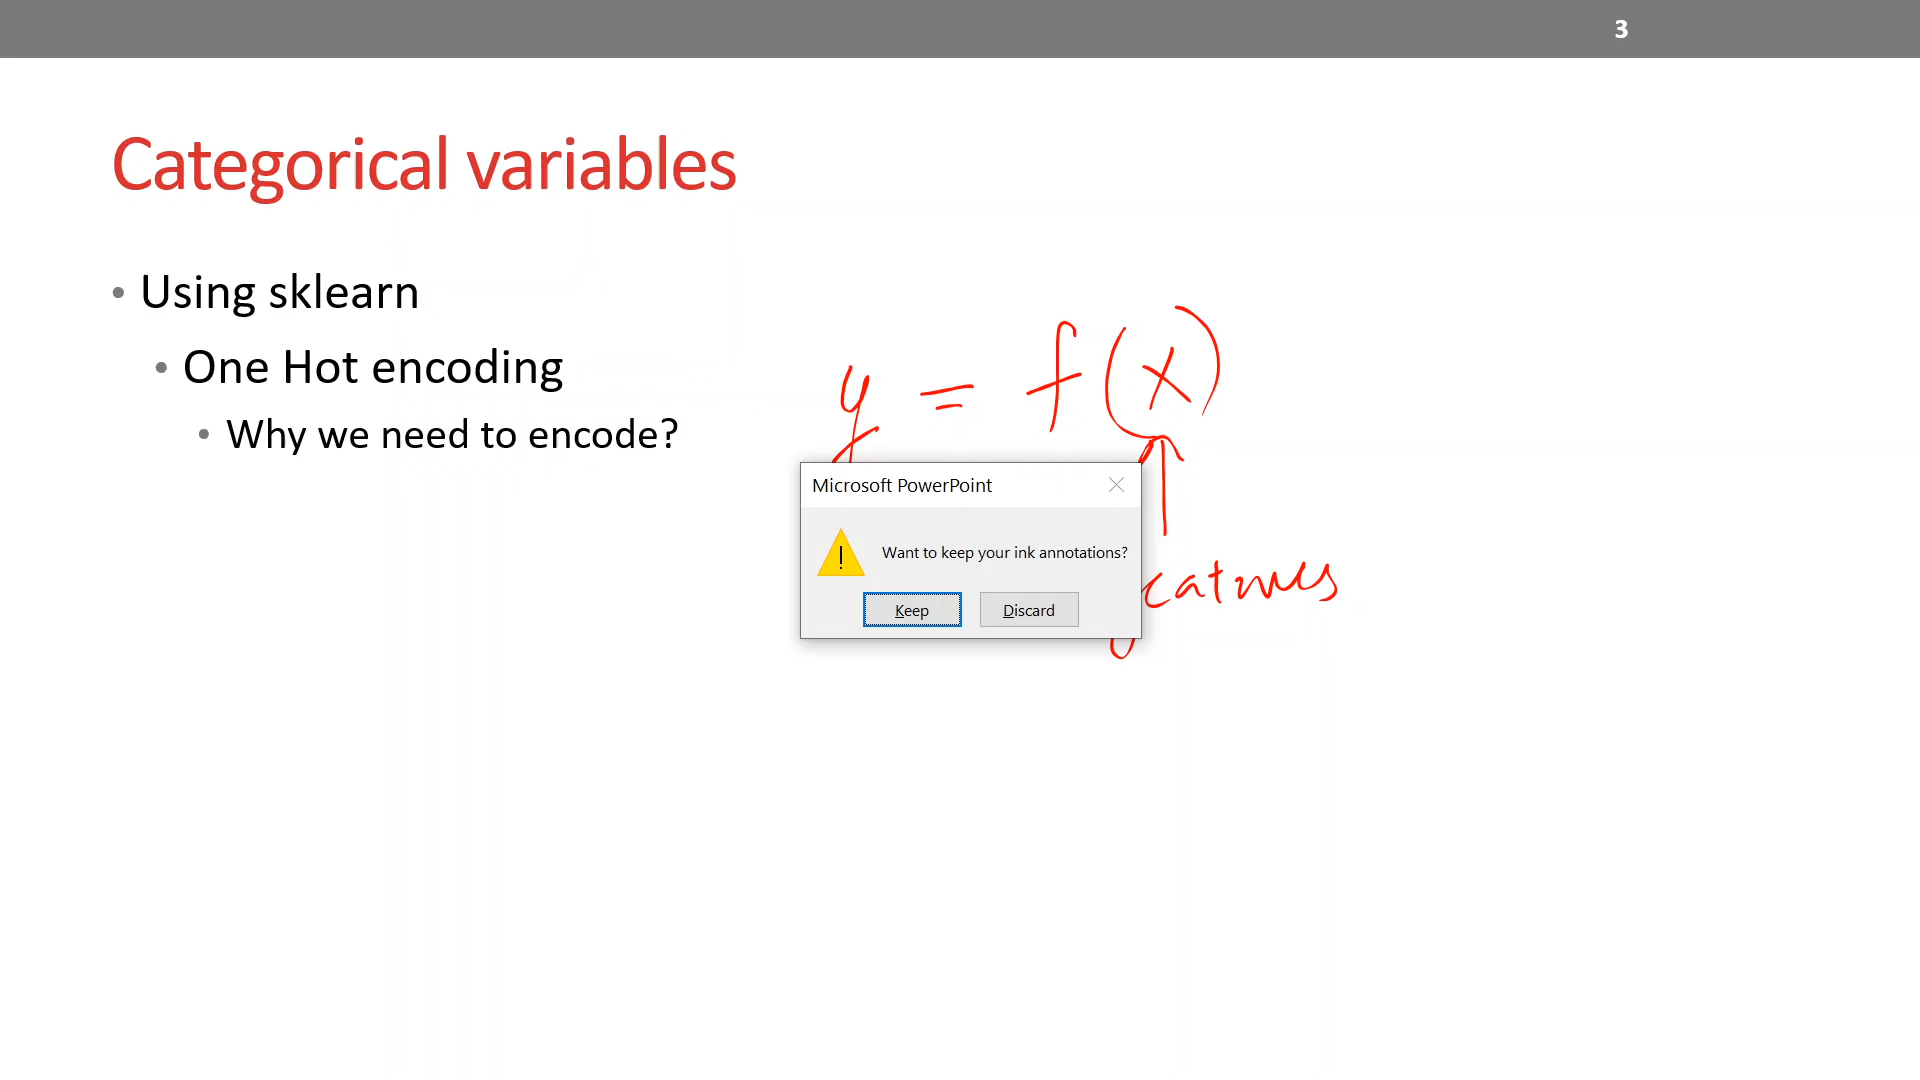 3
Categorical variables
• Using sklearn
• One Hot encoding
• Why we need to encode?
y = f(x)
Microsoft PowerPoint
Want to keep your ink annotations?
Keep
Discard